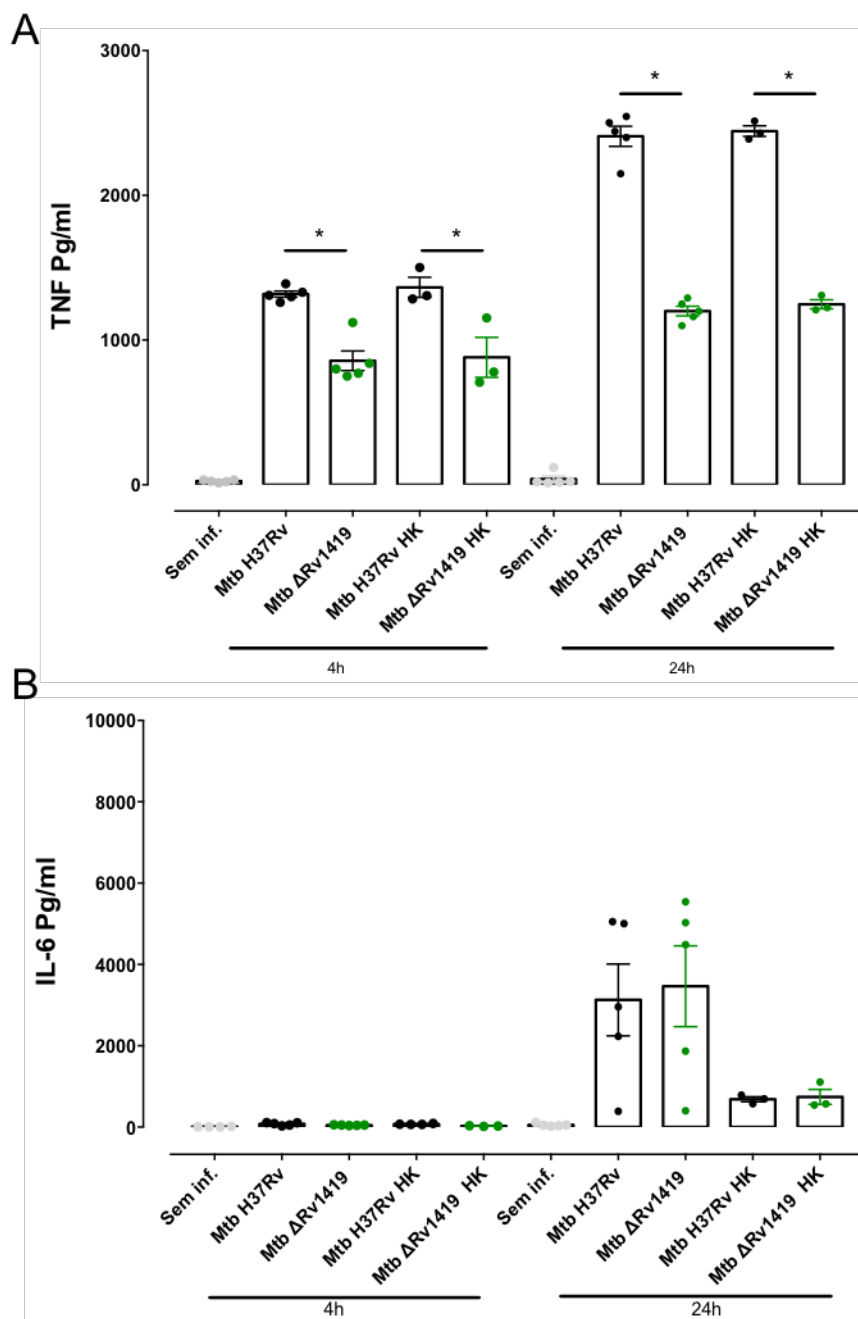 A
3000
2000
1000
0
TNF Pg/ml
* * * *
Sem inf.
Mtb H37Rv
Mtb ΔRv1419
Mtb H37Rv HK
Mtb ΔRv1419 HK
Sem inf.
Mtb H37Rv
Mtb ΔRv1419
Mtb H37Rv HK
Mtb ΔRv1419 HK
4h
24h
B
10000
8000
6000
4000
2000
0
IL-6 Pg/ml
Sem inf.
Mtb H37Rv
Mtb ΔRv1419
Mtb H37Rv HK
Mtb ΔRv1419 HK
Sem inf.
Mtb H37Rv
Mtb ΔRv1419
Mtb H37Rv HK
Mtb ΔRv1419 HK
4h
24h